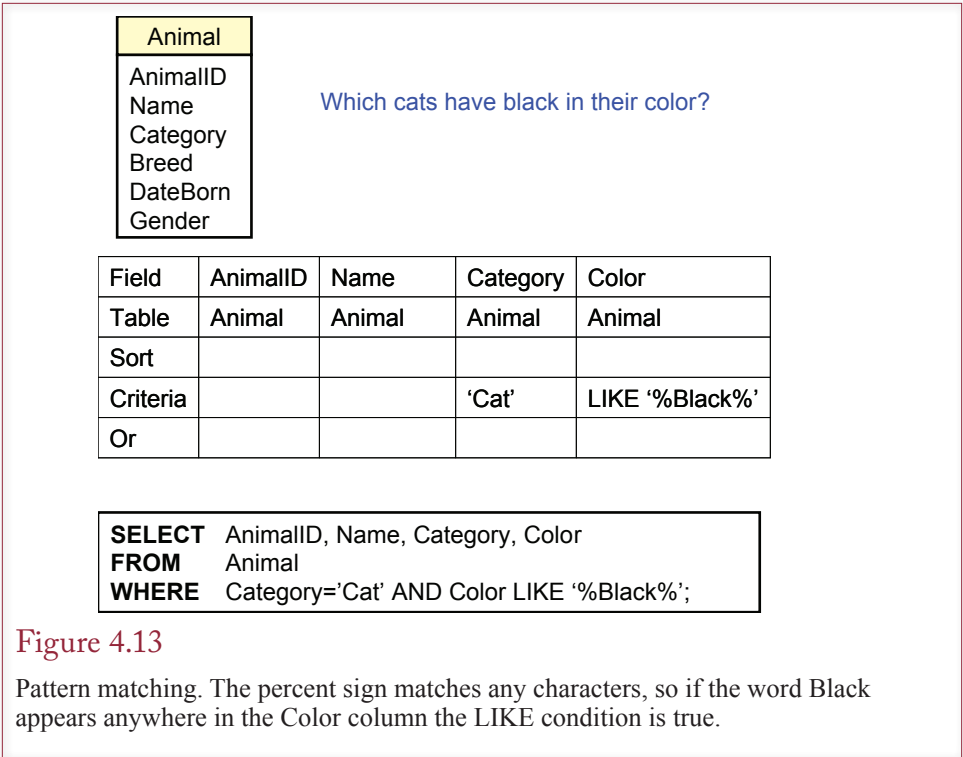 Animal
AnimalID
Name
Category
Breed
DateBorn
Gender
Which cats have black in their color?
Field AnimalID Name Category Color
Table Animal Animal Animal Animal
Sort
Criteria ‘Cat’ LIKE ‘%Black%’
Or
SELECT AnimalID, Name, Category, Color
FROM Animal
WHERE Category=’Cat’ AND Color LIKE ‘%Black%’;
Figure 4.13
Pattern matching. The percent sign matches any characters, so if the word Black
appears anywhere in the Color column the LIKE condition is true.